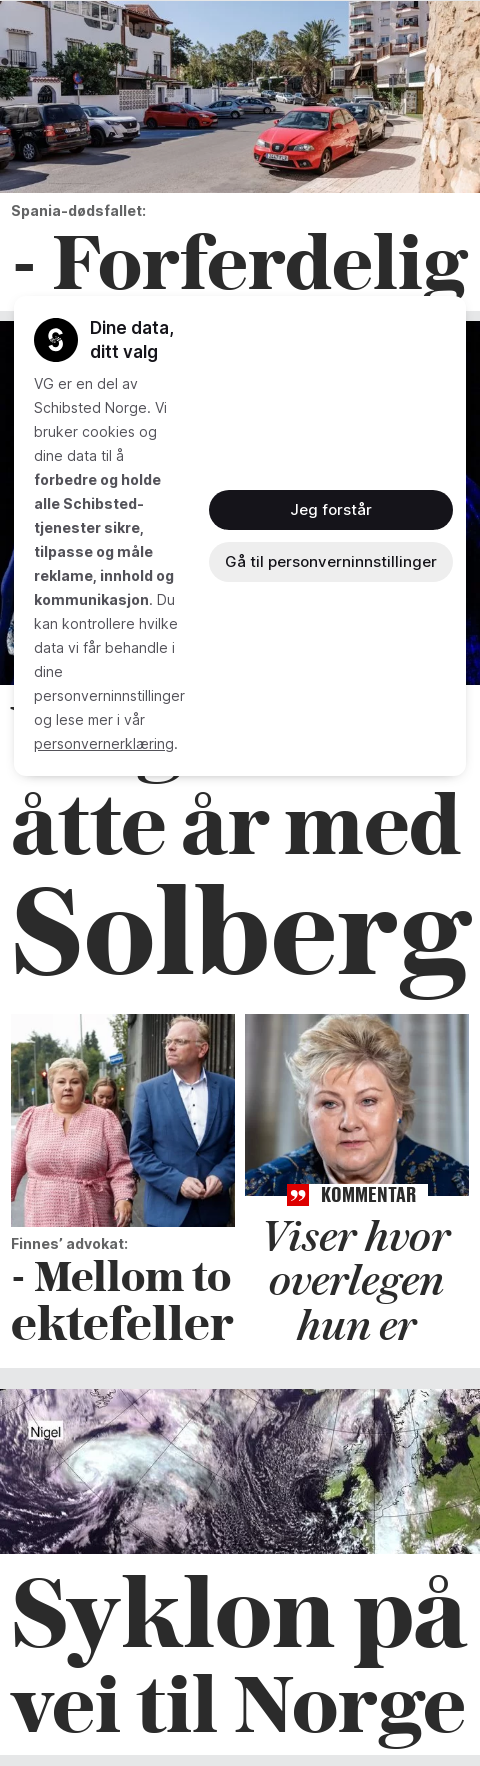 Spania-dødsfallet:
- Forferdelig
Dine data,
ditt valg
VG er en del av
Schibsted Norge. Vi
bruker cookies og
dine data til å
forbedre og holde
alle Schibsted-
tjenester sikre,
tilpasse og måle
reklame, innhold og
kommunikasjon. Du
kan kontrollere hvilke
data vi får behandle i
dine
personverninnstillinger
og lese mer i vår
personvernerklæring.
Jeg forstår
Gå til personverninnstillinger
åtte år med
Solberg
Finnes’ advokat:
- Mellom to
ektefeller
KOMMENTAR
Viser hvor
overlegen
hun er
Nigel
Syklon på
vei til Norge